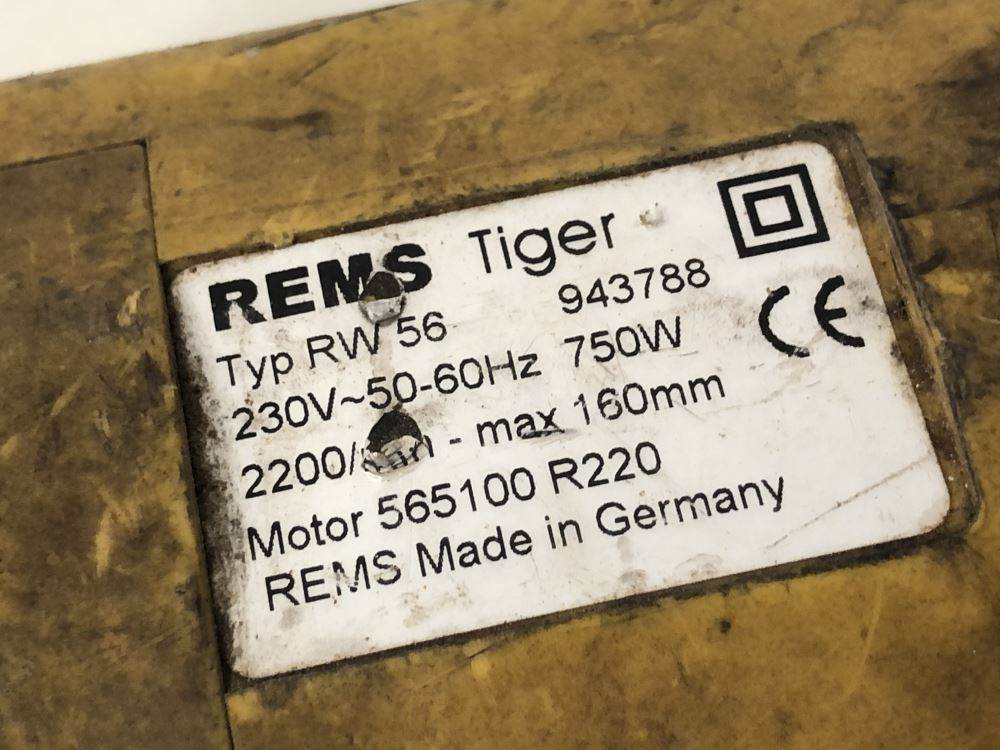 REMS Tiger
Typ RW 56 943788
230V~50-60Hz 750W
2200/min - max 160mm
Motor 565100 R220
REMS Made in Germany
CE